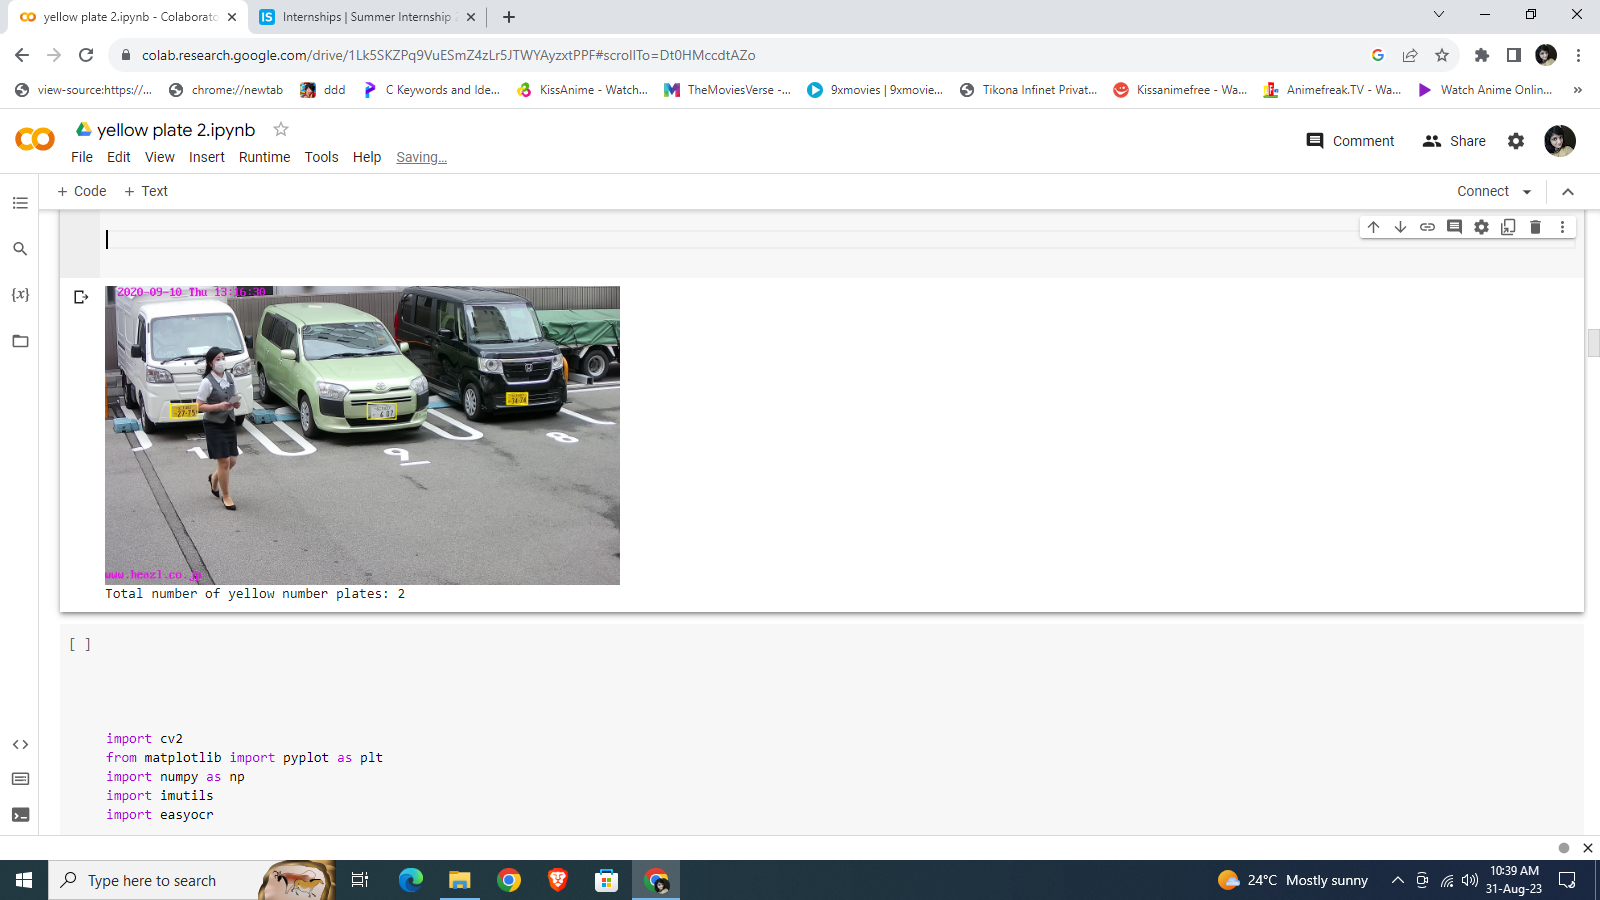 yellow plate 2.ipynb - Colaborato
Internships | Summer Internship
colab.research.google.com/drive/1Lk5SKZPq9VuESmZ4zLr5JTWYAyzxtPPF#scrollTo=Dt0HMccdtAZo
view-source:https://...
chrome://newtab
ddd
C Keywords and Ide...
KissAnime - Watch...
TheMoviesVerse -...
9xmovies | 9xmovie...
Tikona Infinet Privat...
Kissanimefree - Wa...
Animefreak.TV - Wa...
Watch Anime Onlin...
»
yellow plate 2.ipynb
Comment
Share
File Edit View Insert Runtime Tools Help Saving...
+ Code + Text
Connect
{x}
2020-09-10 Thu 13:16:30
27-75
8
www.hemzl.co.jp
Total number of yellow number plates: 2
[ ]
import cv2
from matplotlib import pyplot as plt
import numpy as np
import imutils
import easyocr
Type here to search
24°C Mostly sunny
10:39 AM
31-Aug-23